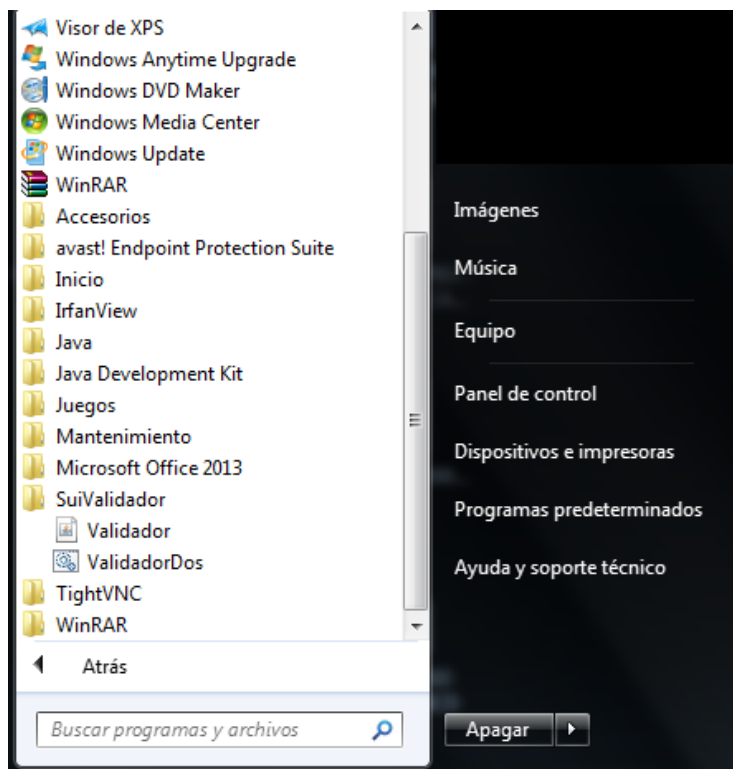 Visor de XPS
Windows Anytime Upgrade
Windows DVD Maker
Windows Media Center
Windows Update
WinRAR
Accesorios
avast! Endpoint Protection Suite
Inicio
IrfanView
Java
Java Development Kit
Juegos
Mantenimiento
Microsoft Office 2013
SuiValidador
Validador
ValidadorDos
TightVNC
WinRAR
Atrás
Buscar programas y archivos
Imágenes
Música
Equipo
Panel de control
Dispositivos e impresoras
Programas predeterminados
Ayuda y soporte técnico
Apagar